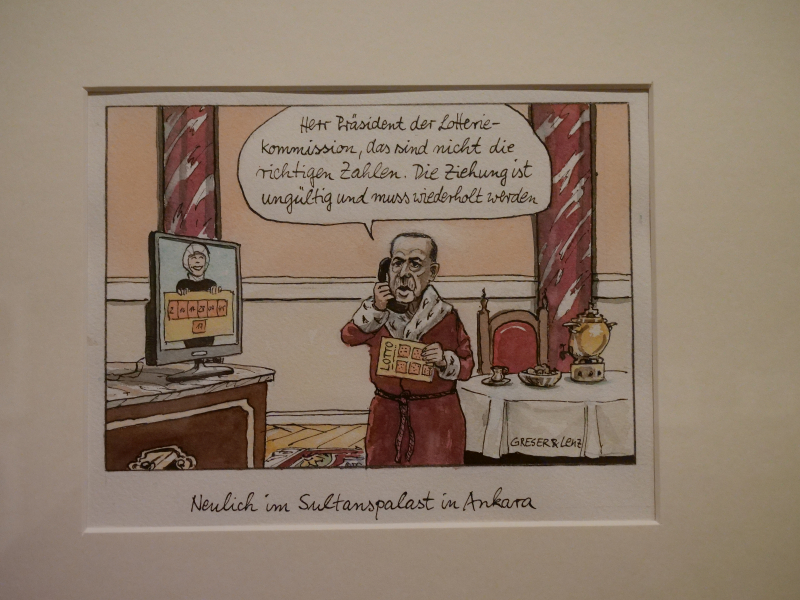 Herr Präsident der Lotterie-
kommission, das sind nicht die
richtigen Zahlen. Die Ziehung ist
ungültig und muss wiederholt werden
LOTTO
GRESER & Lenz
Neulich im Sultanspalast in Ankara